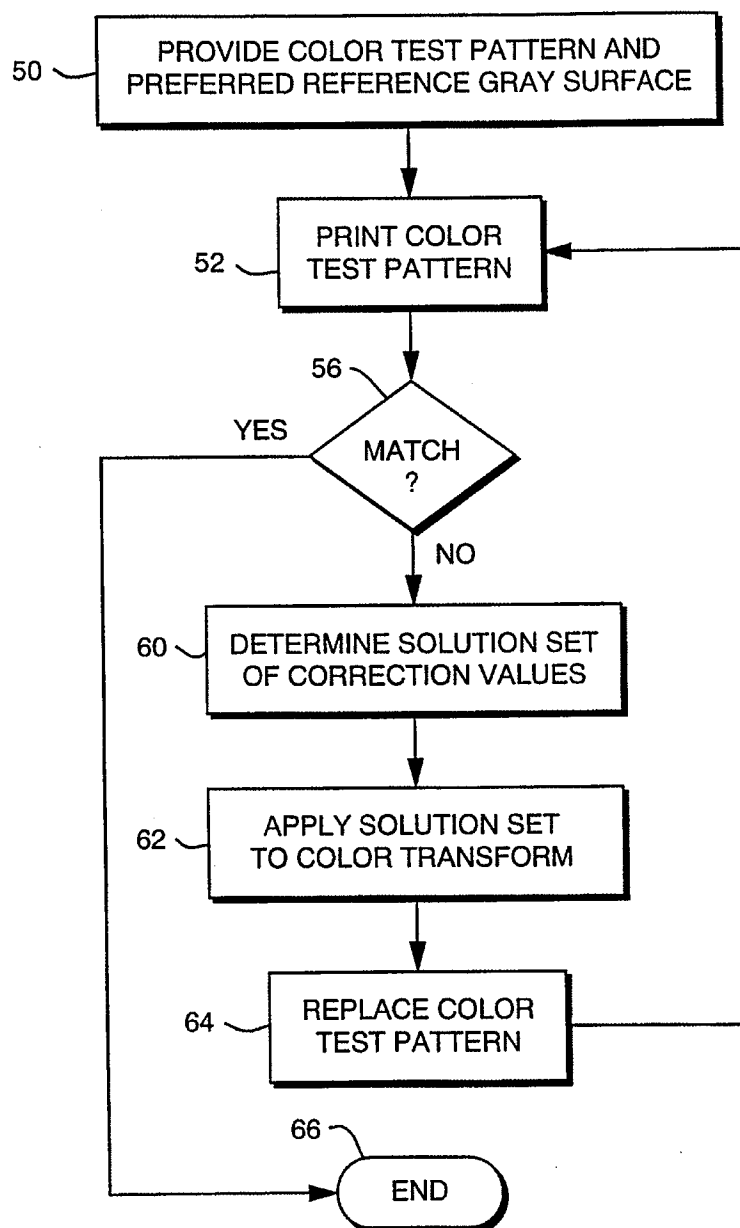 50
PROVIDE COLOR TEST PATTERN AND
PREFERRED REFERENCE GRAY SURFACE
52
PRINT COLOR
TEST PATTERN
56
YES
MATCH
?
NO
60
DETERMINE SOLUTION SET
OF CORRECTION VALUES
62
APPLY SOLUTION SET
TO COLOR TRANSFORM
64
REPLACE COLOR
TEST PATTERN
66
END